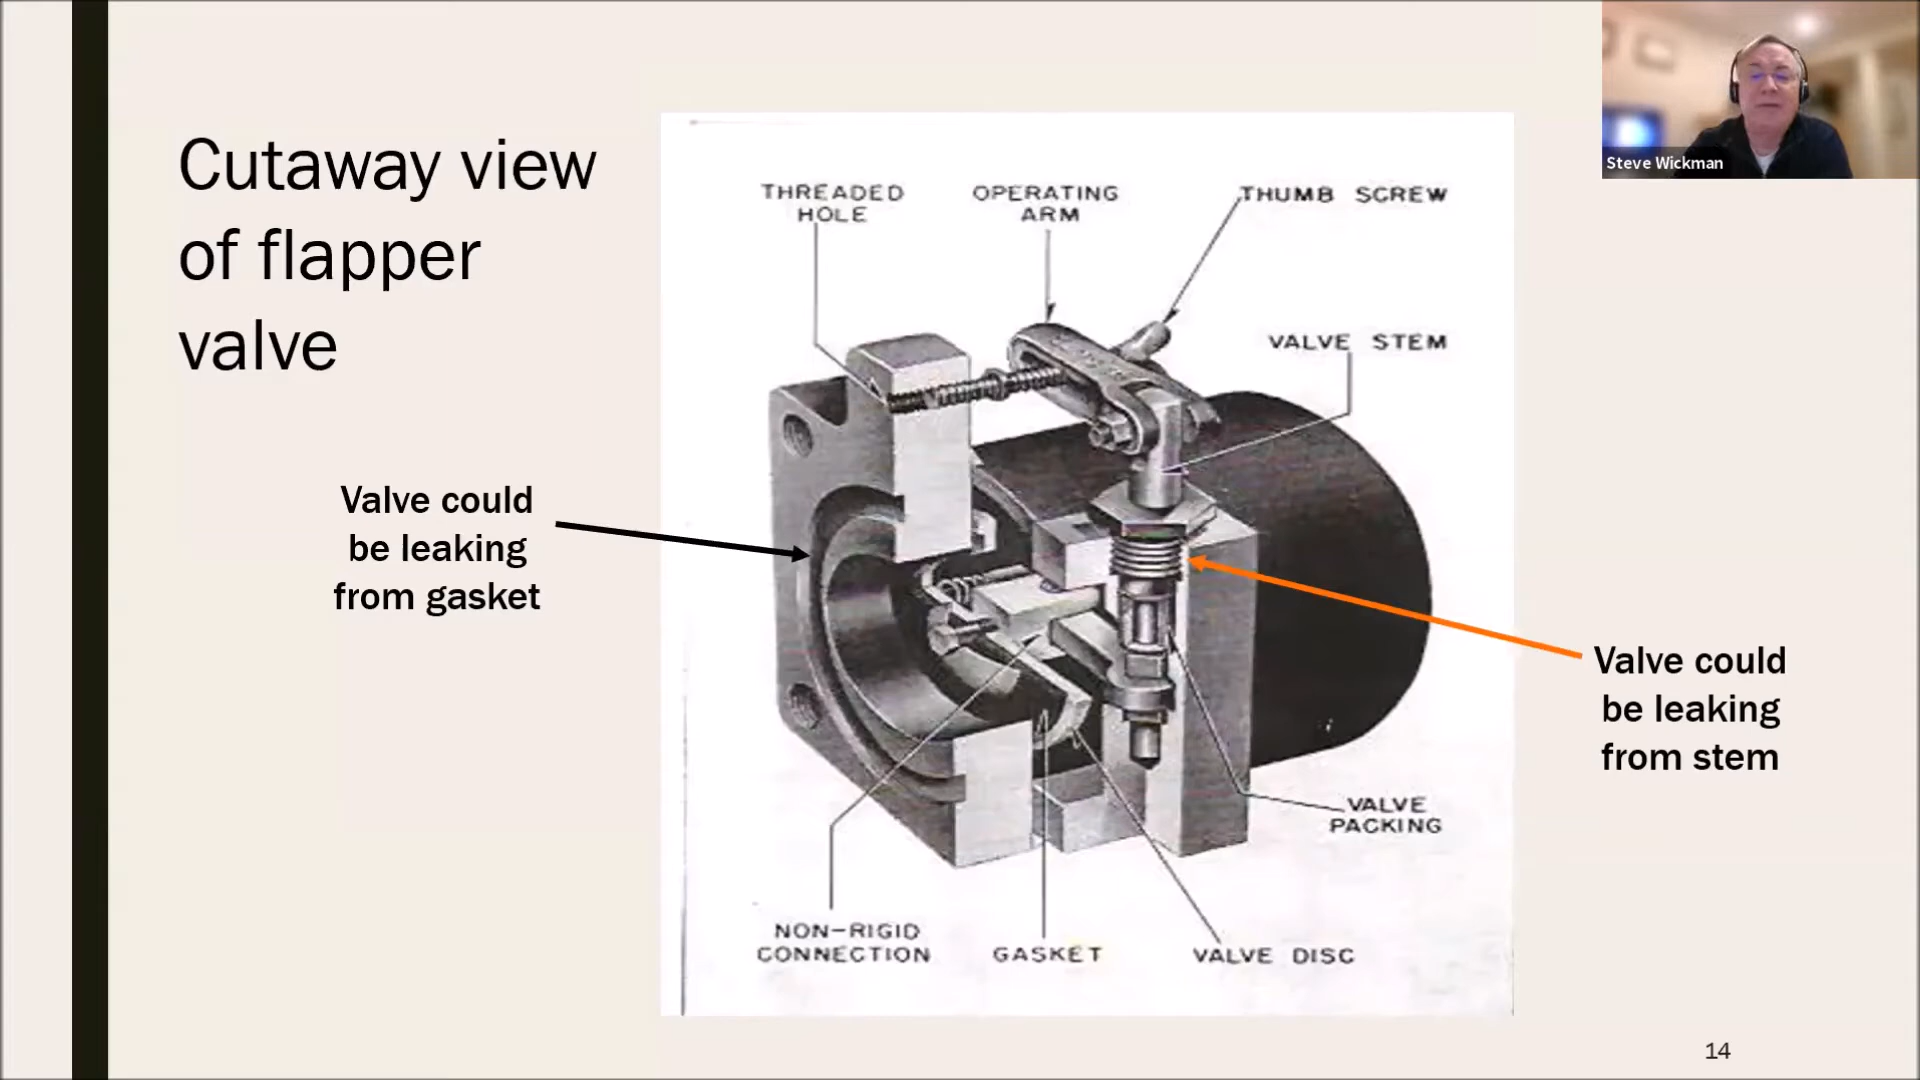 Cutaway view
of flapper
valve
Steve Wickman
THREADED
HOLE
OPERATING
ARM
THUMB SCREW
VALVE STEM
Valve could
be leaking
from gasket
Valve could
be leaking
from stem
VALVE
PACKING
NON-RIGID
CONNECTION
GASKET
VALVE DISC
14